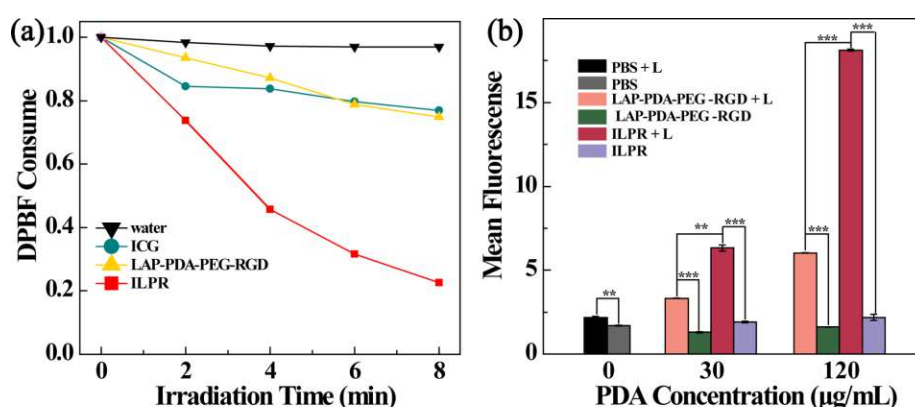 (a)
1.0
0.8
0.6
0.4
0.2
0.0
DPBF Consume
water
ICG
LAP-PDA-PEG-RGD
ILPR
0 2 4 6 8
Irradiation Time (min)
(b)
15
10
5
0
Mean Fluorescense
PBS + L
PBS
LAP-PDA-PEG -RGD + L
LAP-PDA-PEG -RGD
ILPR + L
ILPR
**
**
***
***
***
***
***
***
0 30 120
PDA Concentration (μg/mL)